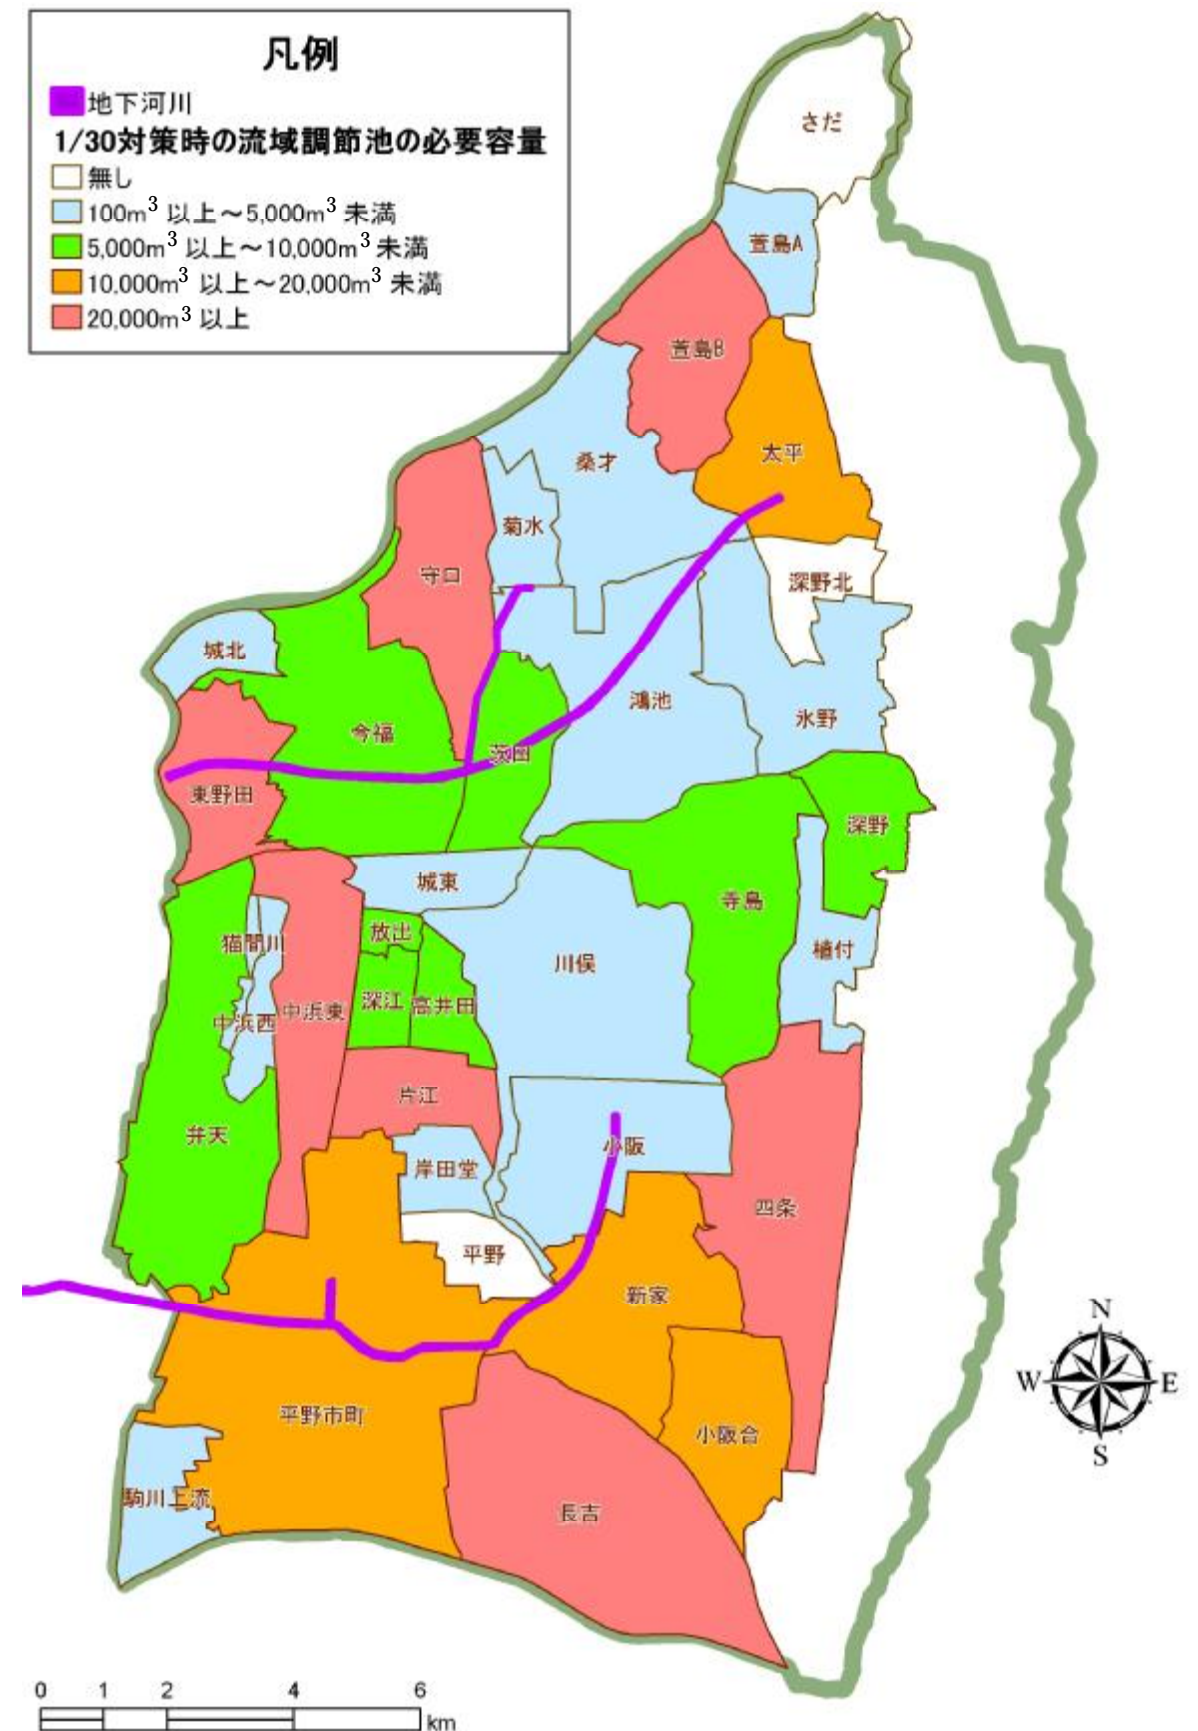 凡例
地下河川
1/30対策時の流域調節池の必要容量
無し
100m³ 以上～5,000m³ 未満
5,000m³ 以上～10,000m³ 未満
10,000m³ 以上～20,000m³ 未満
20,000m³ 以上
さだ
萱島A
萱島B
太平
桑才
菊水
守口
深野北
城北
鴻池
氷野
今福
茨田
東野田
深野
城東
寺島
放出
猫間川
川俣
植付
深江
高井田
中浜西
中浜東
片江
弁天
小阪
岸田堂
四条
平野
新家
平野市町
小阪合
駒川上流
長吉
N
W
E
S
0 1 2 4 6
km